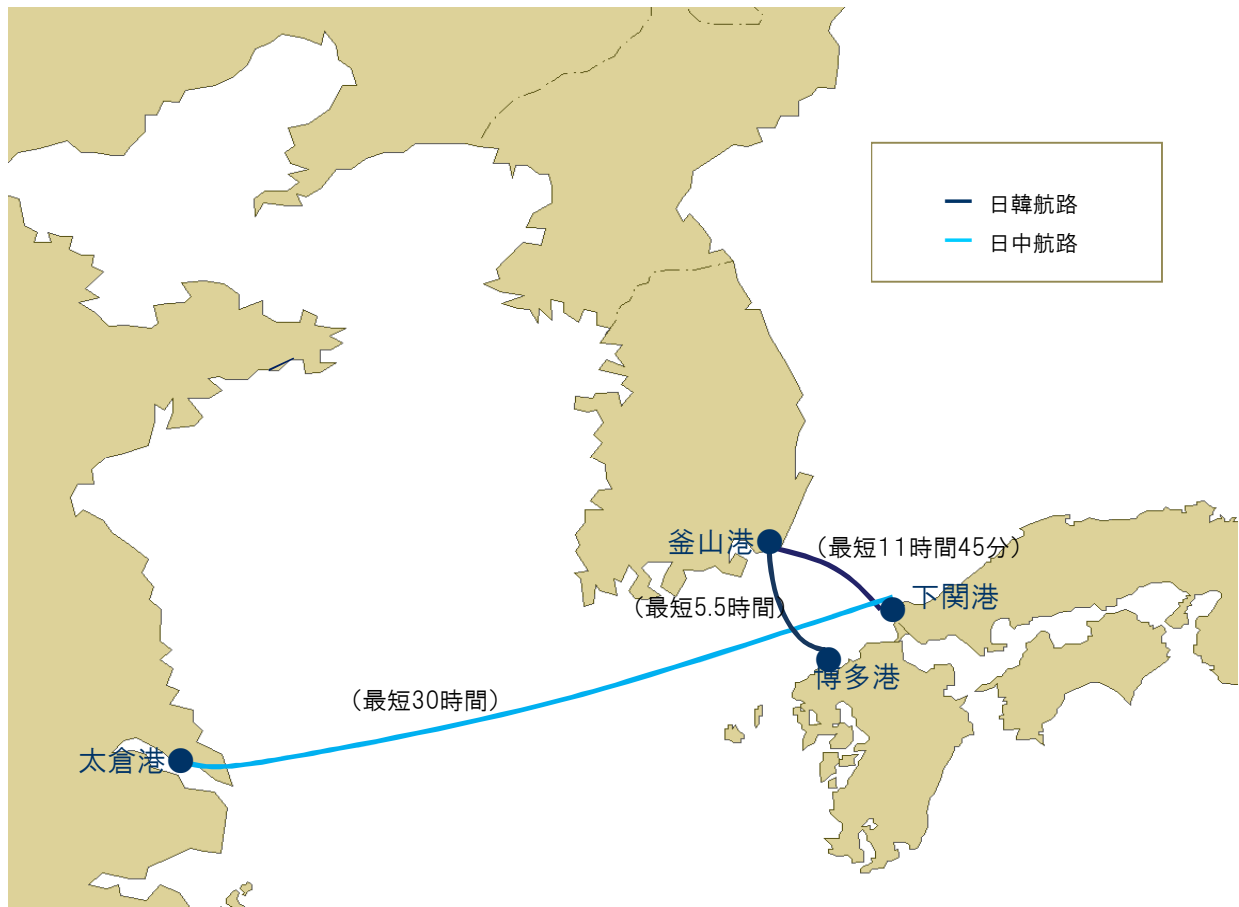 日韓航路
日中航路
釜山港
（最短11時間45分）
下関港
（最短5.5時間）
博多港
（最短30時間）
太倉港